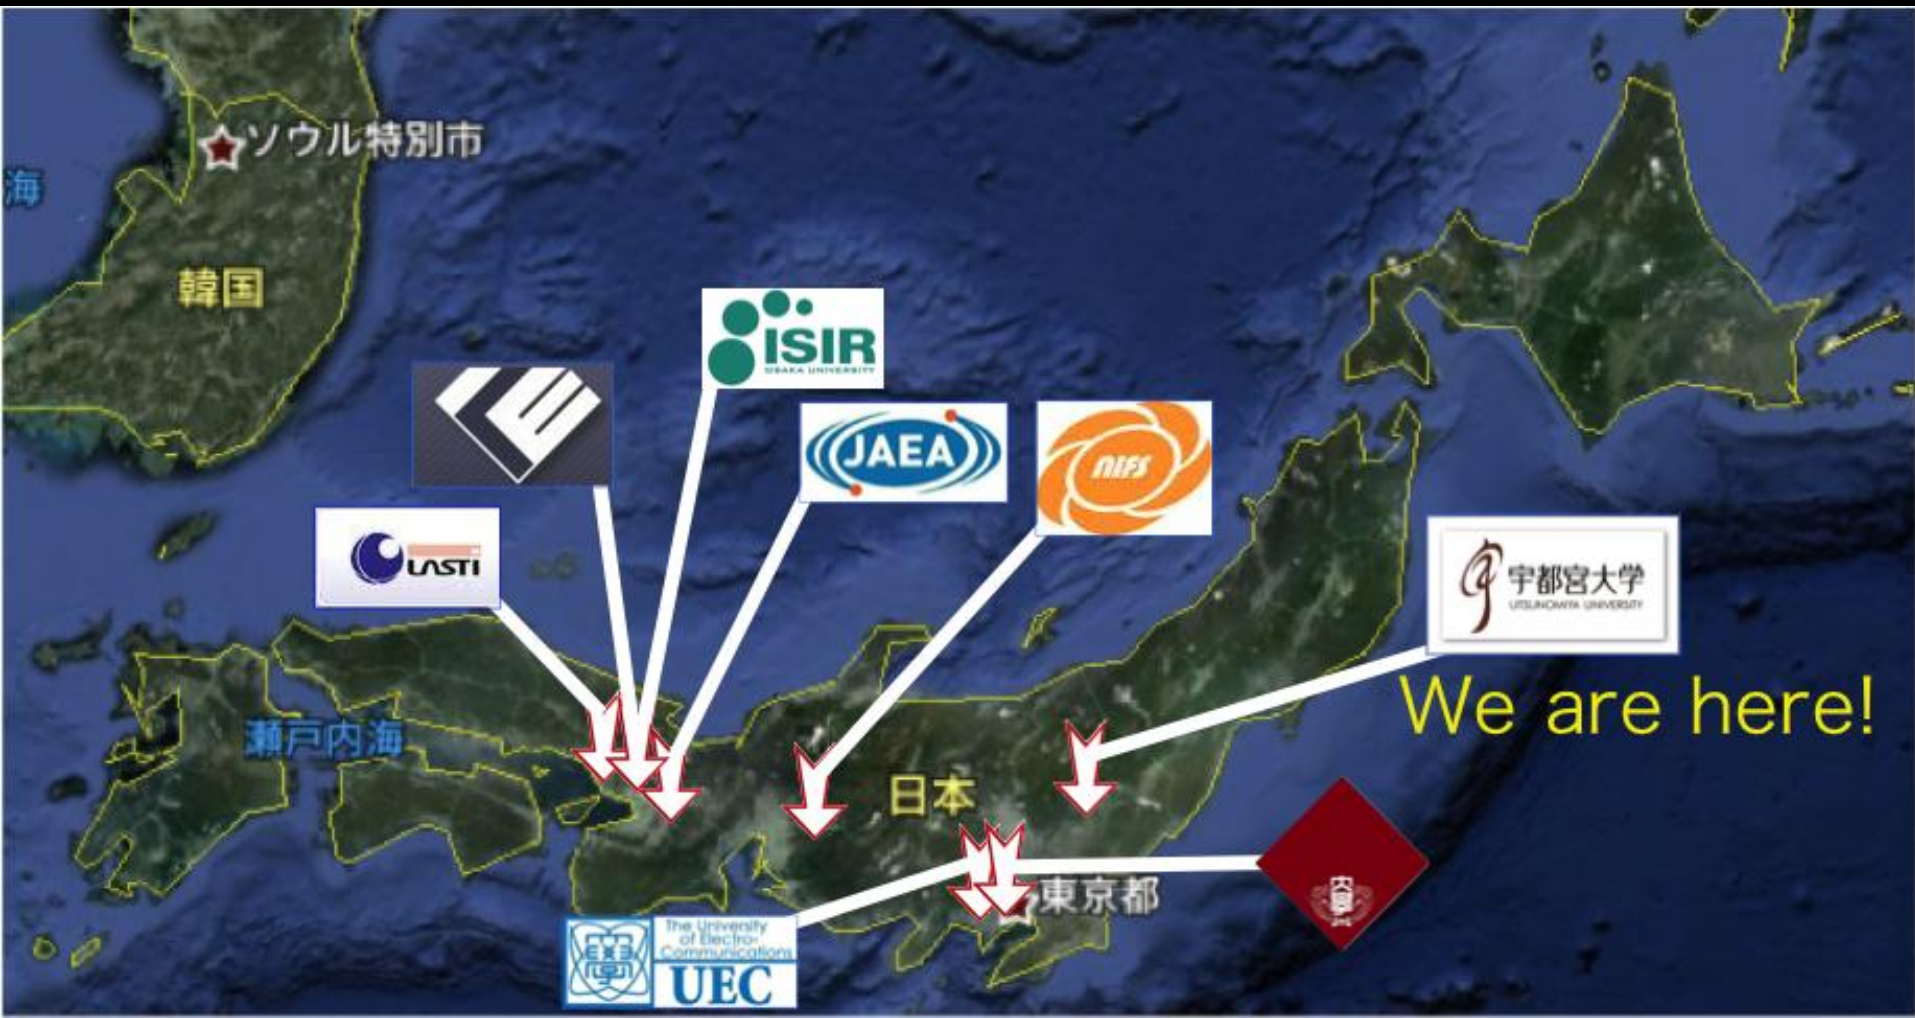 ソウル特別市
海
韓国
ISIR
OSAKA UNIVERSITY
JAEA
NIFS
LASTI
宇都宮大学
UTSUNOMIYA UNIVERSITY
We are here!
瀬戸内海
日本
東京都
The University
of Electro-
Communications
UEC